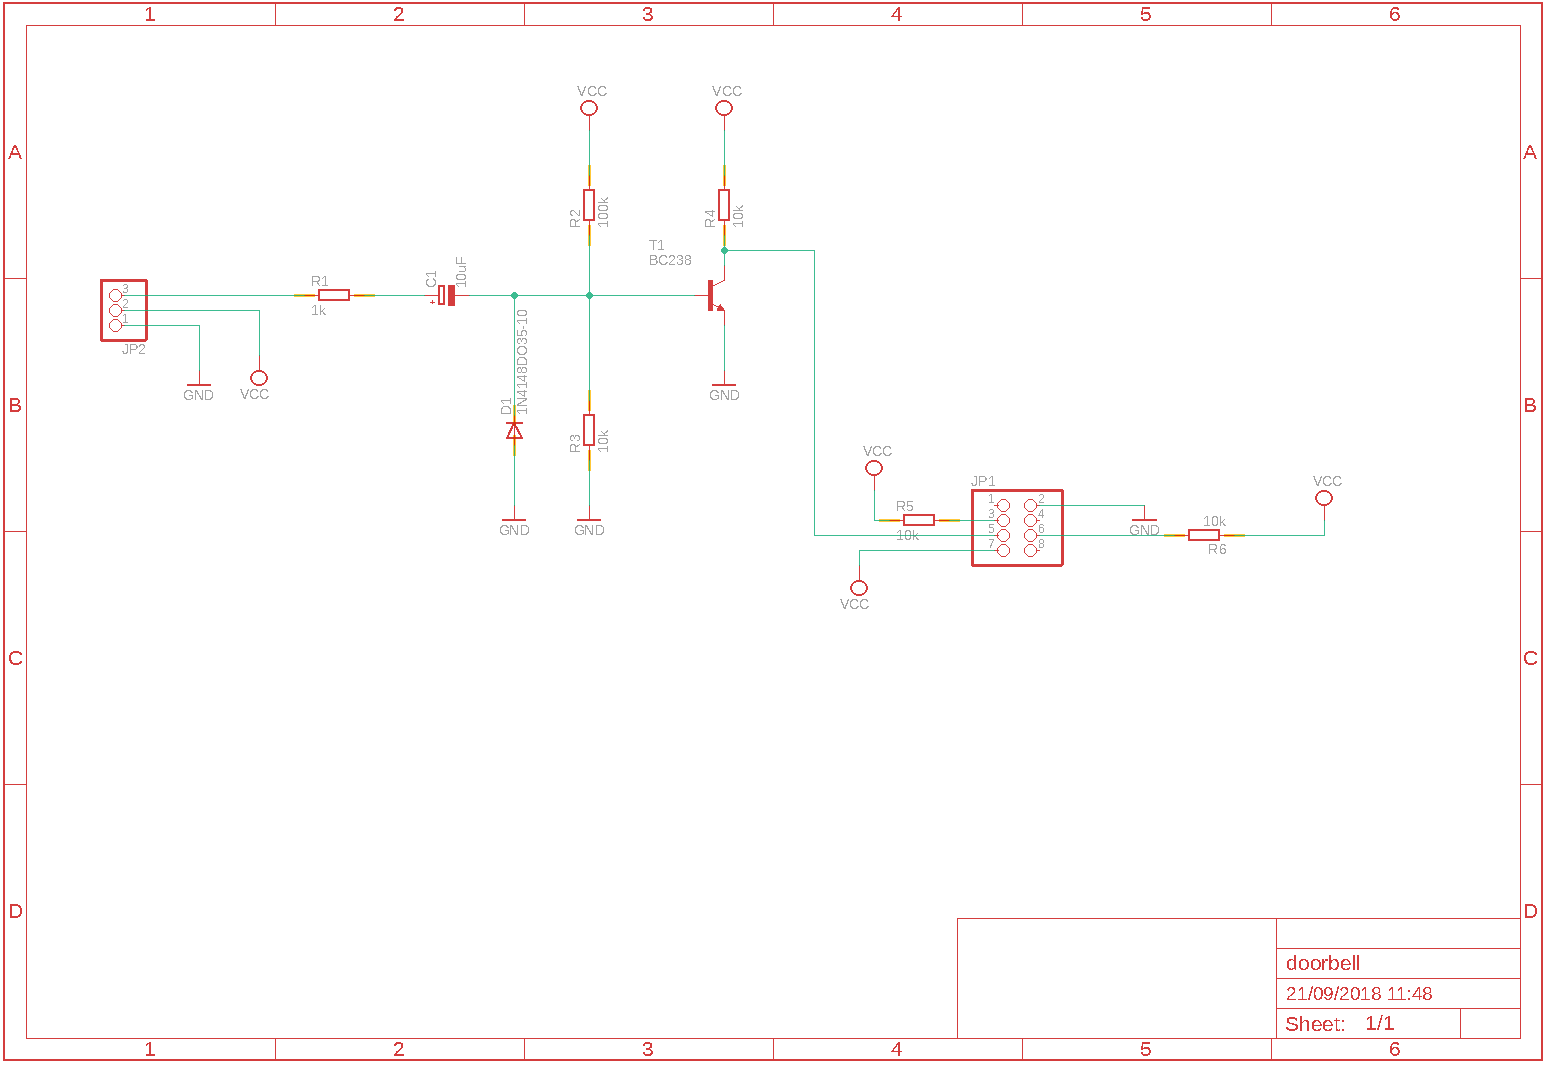 1 2 3 4 5 6
A A
VCC VCC
R2 100k
R4 10k
T1
BC238
R1
1k
C1 10uF
+
3
2
1
JP2
GND VCC
B B
D1 1N4148DO35-10
R3 10k
GND
GND GND
VCC
JP1
VCC
R5
10k
1 2
3 4
5 6
7 8
GND
10k
R6
VCC
C C
D D
doorbell
21/09/2018 11:48
Sheet: 1/1
1 2 3 4 5 6